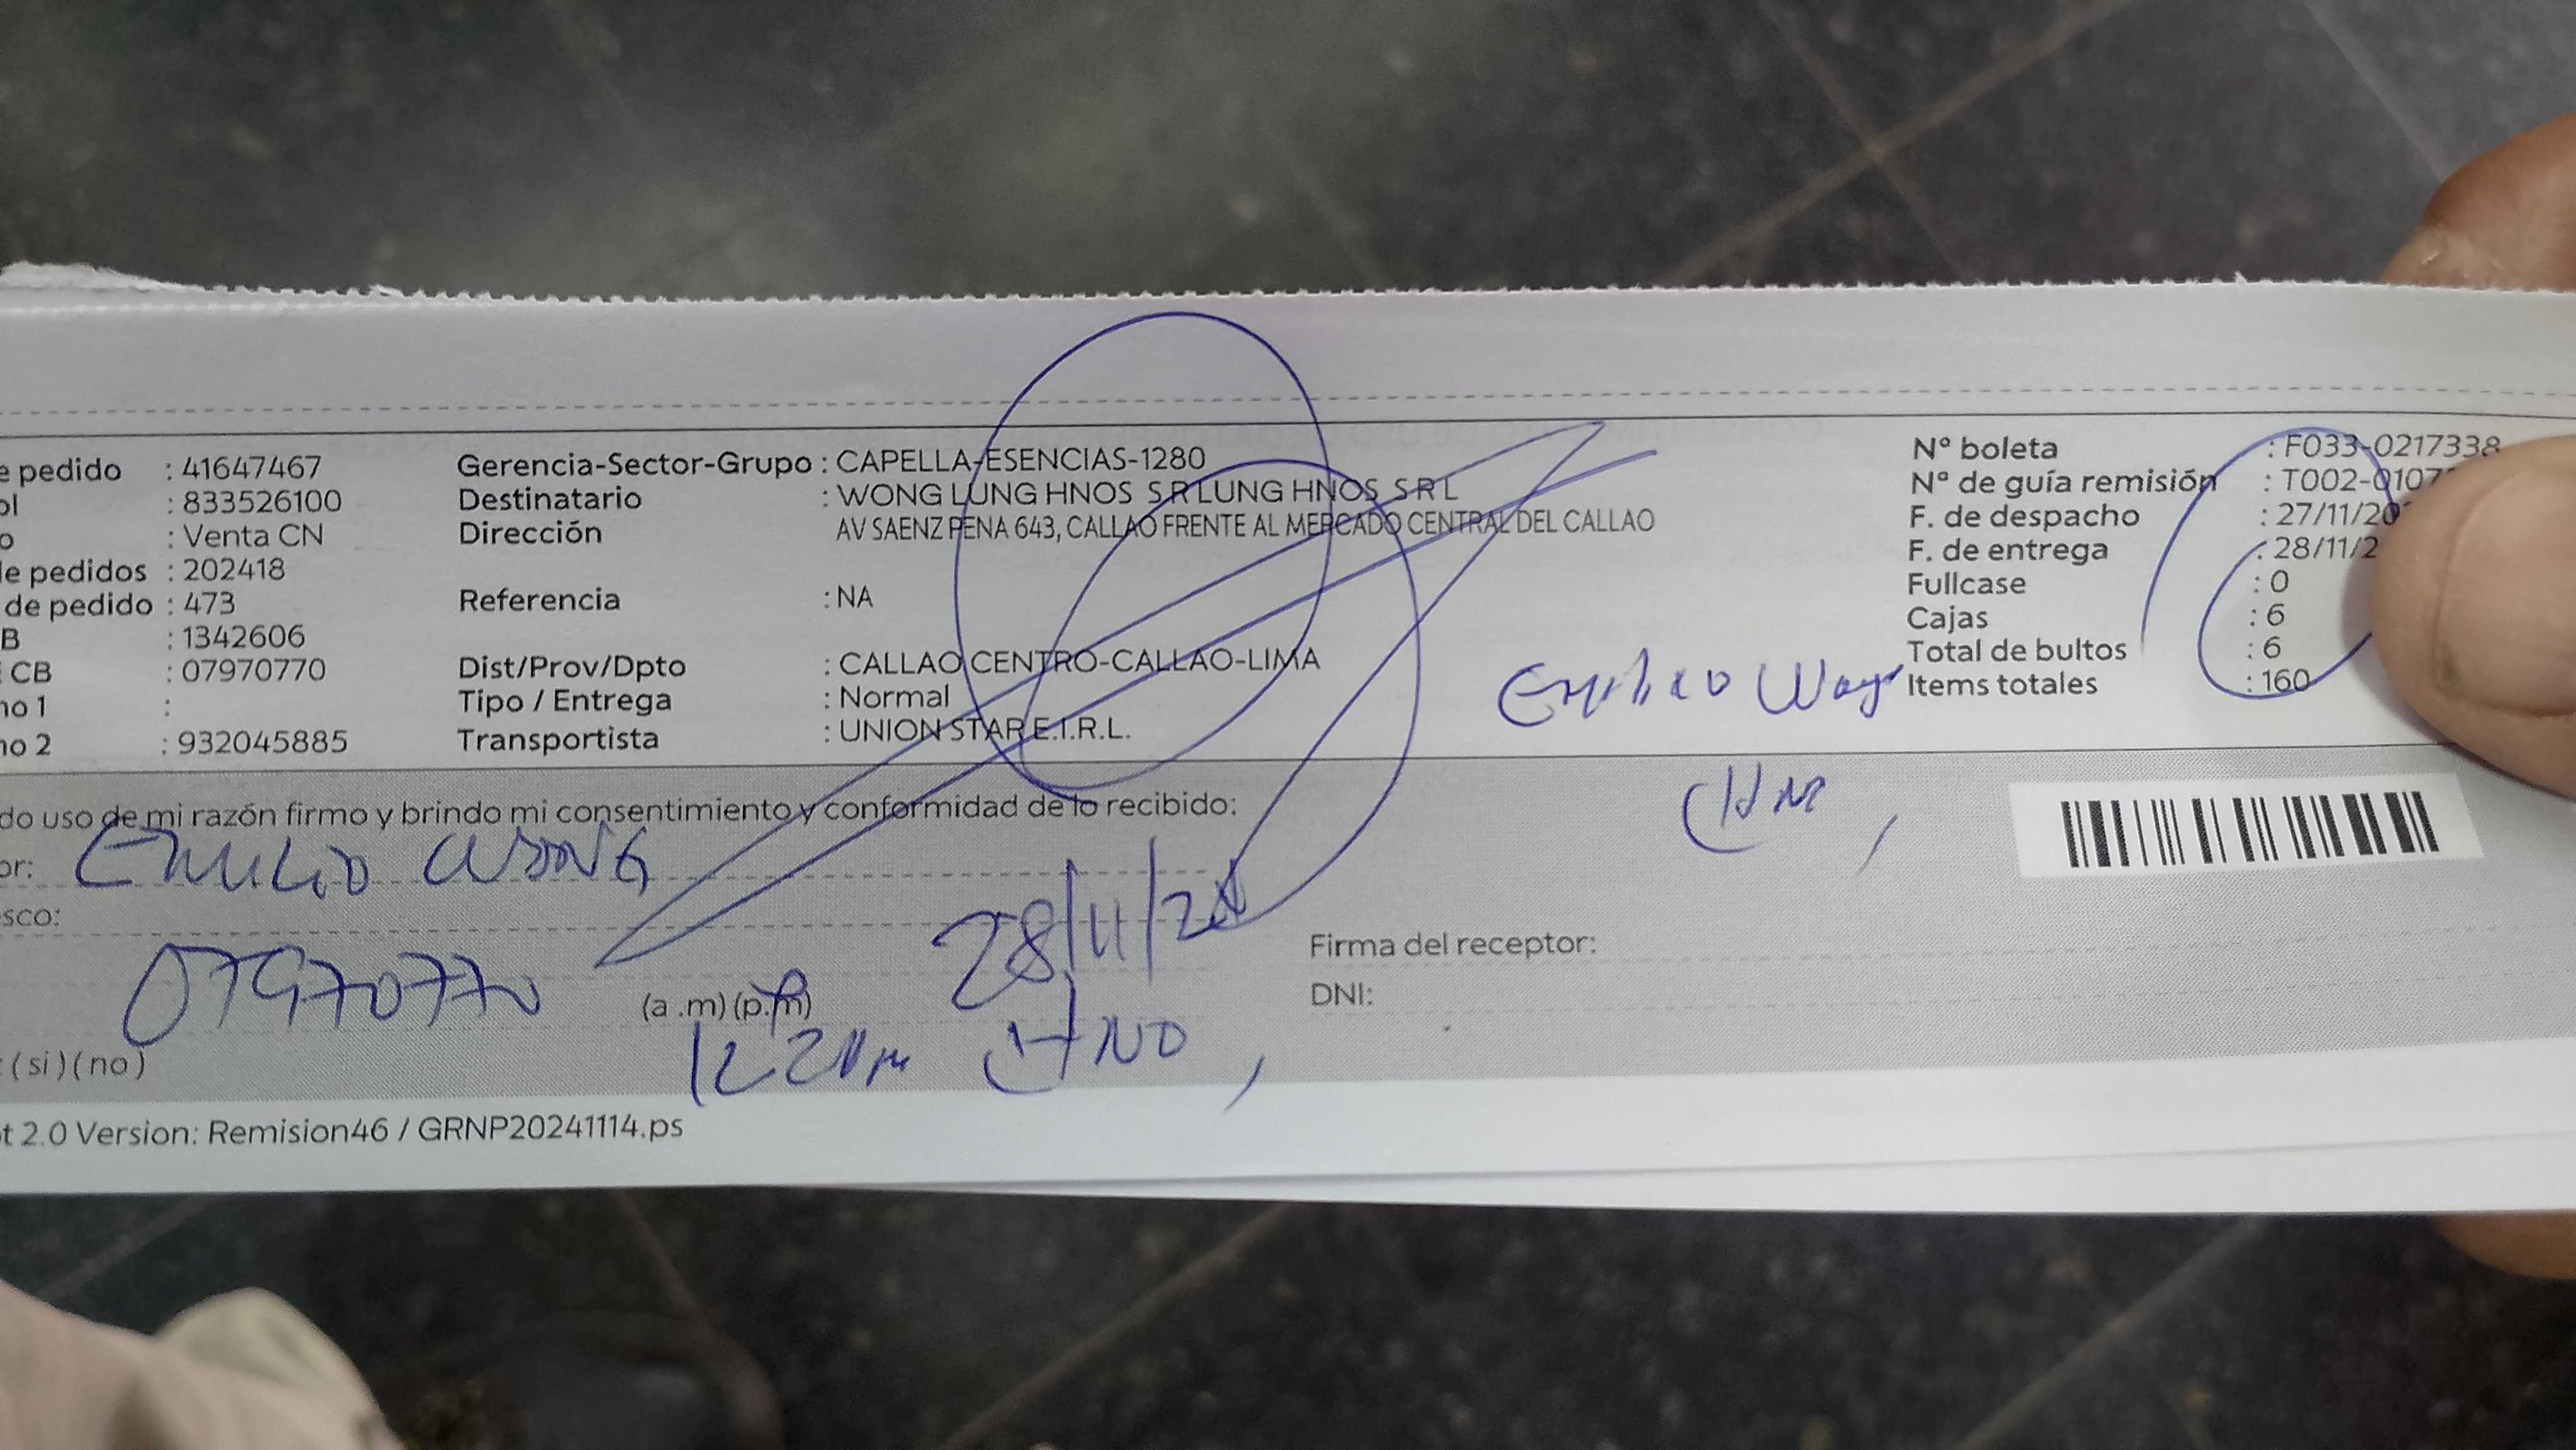 e pedido : 41647467
ol : 833526100
o : Venta CN
e pedidos : 202418
de pedido : 473
B : 1342606
CB : 07970770
no 1 :
no 2 : 932045885
Gerencia-Sector-Grupo : CAPELLA-ESENCIAS-1280
Destinatario : WONG LUNG HNOS S R LUNG HNOS S R L
Dirección AV SAENZ PENA 643, CALLAO FRENTE AL MERCADO CENTRAL DEL CALLAO
Referencia : NA
Dist/Prov/Dpto : CALLAO CENTRO-CALLAO-LIMA
Tipo / Entrega : Normal
Transportista : UNION STAR E.I.R.L.
N° boleta : F033-0217338
N° de guía remisión : T002-0107
F. de despacho : 27/11/20
F. de entrega : 28/11/2
Fullcase : 0
Cajas : 6
Total de bultos : 6
Items totales : 160
Emilio Wong
do uso de mi razón firmo y brindo mi consentimiento y conformidad de lo recibido:
or: EMILIO WONG
sco:
07970770
28/11/24
(a .m) (p.m)
Firma del receptor:
DNI:
: (si) (no)
t 2.0 Version: Remision46 / GRNP20241114.ps